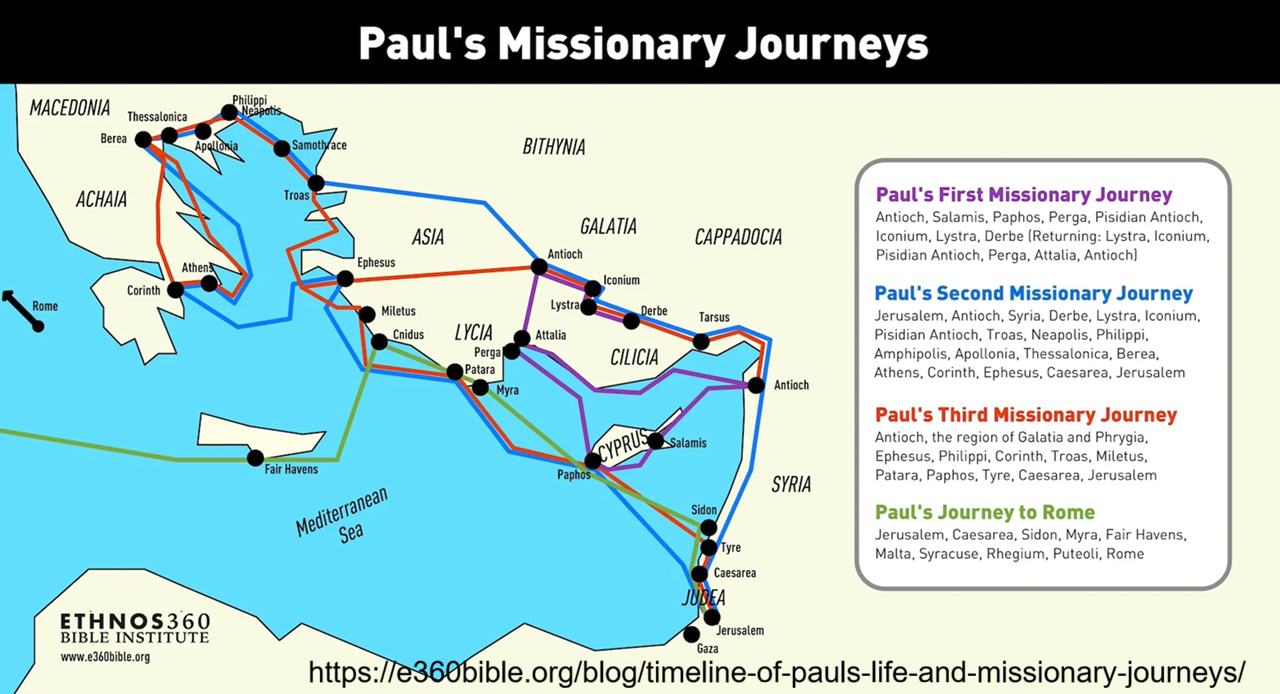 Paul's Missionary Journeys
MACEDONIA
Philippi
Neapolis
Thessalonica
Berea
Apollonia
Samothrace
BITHYNIA
Troas
ACHAIA
GALATIA
ASIA
CAPPADOCIA
Antioch
Athens
Ephesus
Iconium
Corinth
Lystra
Derbe
Rome
Miletus
Tarsus
Cnidus
LYCIA
Attalia
Perga
CILICIA
Patara
Antioch
Myra
CYPRUS
Salamis
Fair Havens
Paphos
SYRIA
Mediterranean
Sea
Sidon
Tyre
Caesarea
JUDEA
Jerusalem
Gaza
Paul's First Missionary Journey
Antioch, Salamis, Paphos, Perga, Pisidian Antioch,
Iconium, Lystra, Derbe (Returning: Lystra, Iconium,
Pisidian Antioch, Perga, Attalia, Antioch)
Paul's Second Missionary Journey
Jerusalem, Antioch, Syria, Derbe, Lystra, Iconium,
Pisidian Antioch, Troas, Neapolis, Philippi,
Amphipolis, Apollonia, Thessalonica, Berea,
Athens, Corinth, Ephesus, Caesarea, Jerusalem
Paul's Third Missionary Journey
Antioch, the region of Galatia and Phrygia,
Ephesus, Philippi, Corinth, Troas, Miletus,
Patara, Paphos, Tyre, Caesarea, Jerusalem
Paul's Journey to Rome
Jerusalem, Caesarea, Sidon, Myra, Fair Havens,
Malta, Syracuse, Rhegium, Puteoli, Rome
ETHNOS360
BIBLE INSTITUTE
www.e360bible.org
https://e360bible.org/blog/timeline-of-pauls-life-and-missionary-journeys/